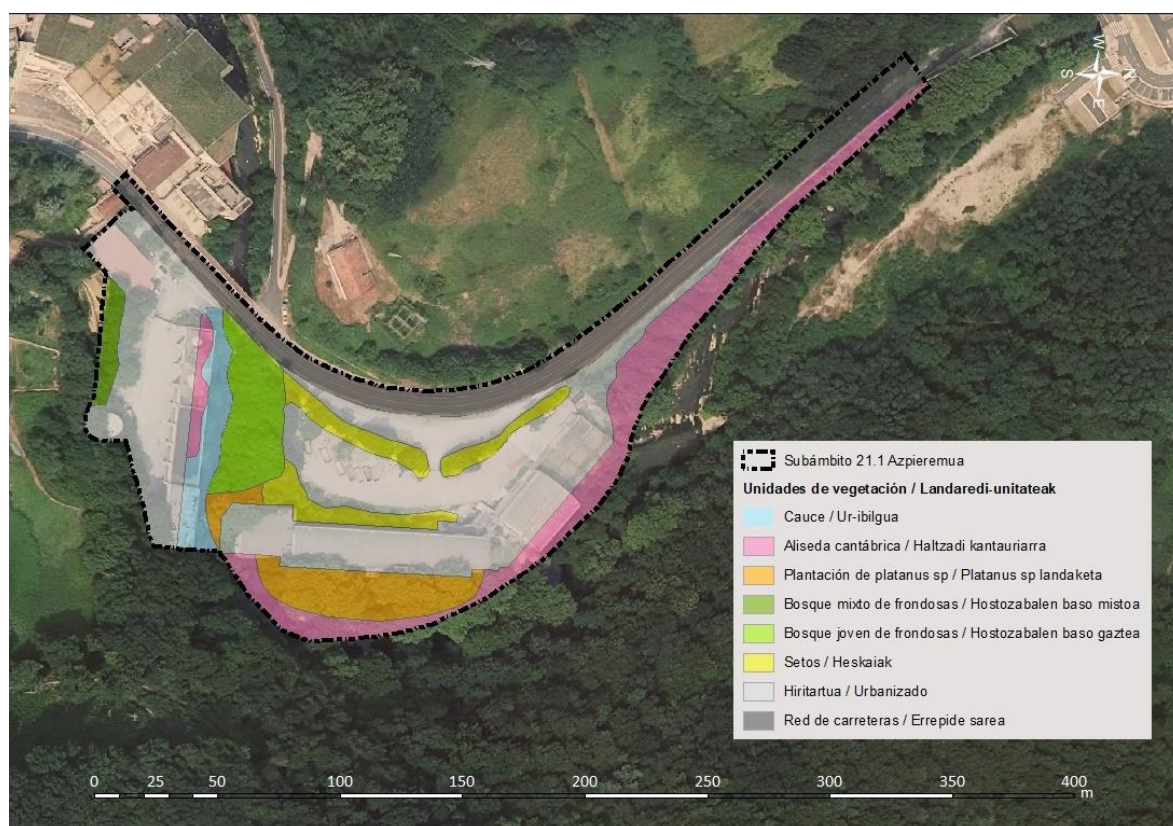 W
S N
E
Subámbito 21.1 Azpieremua
Unidades de vegetación / Landaredi-unitateak
Cauce / Ur-ibilgua
Aliseda cantábrica / Haltzadi kantauriarra
Plantación de platanus sp / Platanus sp landaketa
Bosque mixto de frondosas / Hostozabalen baso mistoa
Bosque joven de frondosas / Hostozabalen baso gaztea
Setos / Heskaiak
Hiritartua / Urbanizado
Red de carreteras / Errepide sarea
0 25 50 100 150 200 250 300 350 400
m